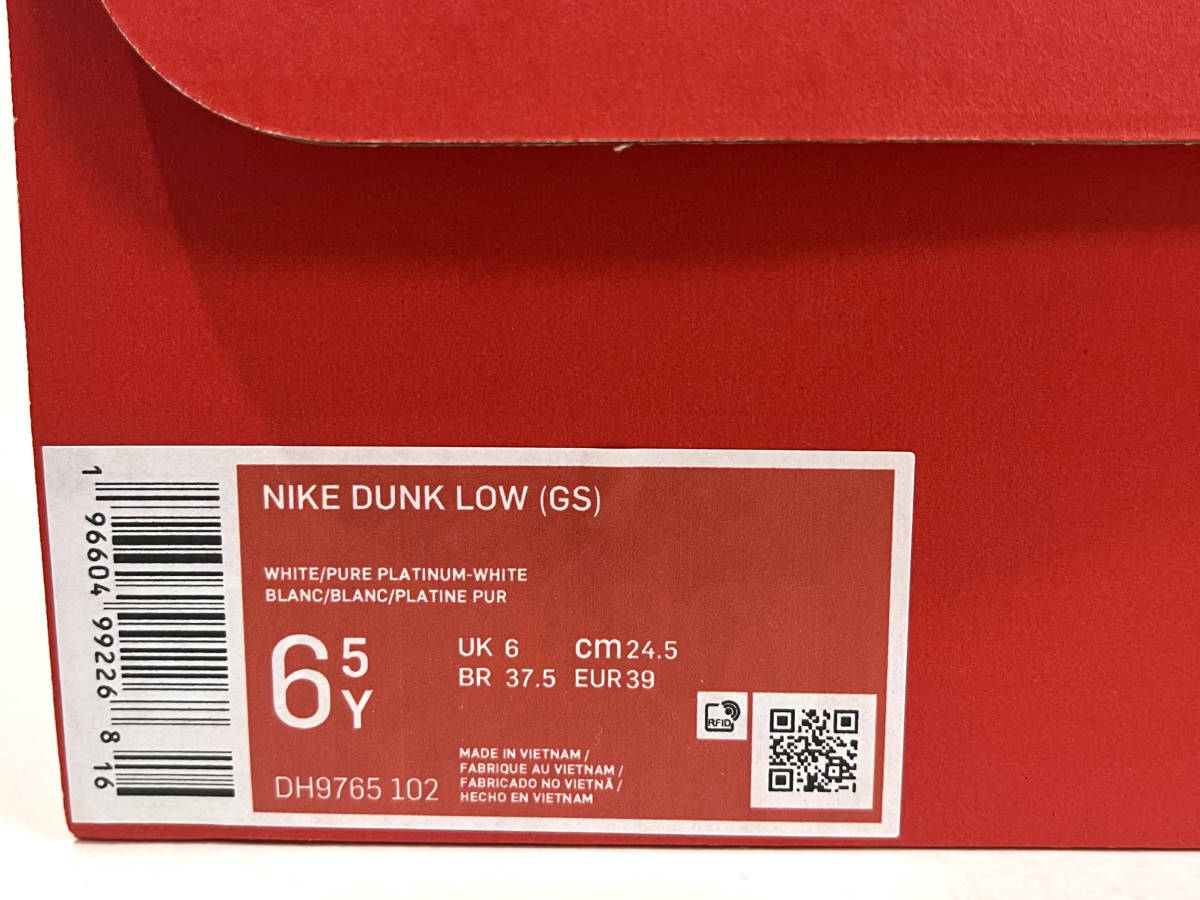 1 96604 99226 8 16
NIKE DUNK LOW (GS)
WHITE/PURE PLATINUM-WHITE
BLANC/BLANC/PLATINE PUR
6 5 Y
UK 6 cm 24.5
BR 37.5 EUR 39
RFID
DH9765 102
MADE IN VIETNAM /
FABRIQUE AU VIETNAM /
FABRICADO NO VIETNÃ /
HECHO EN VIETNAM